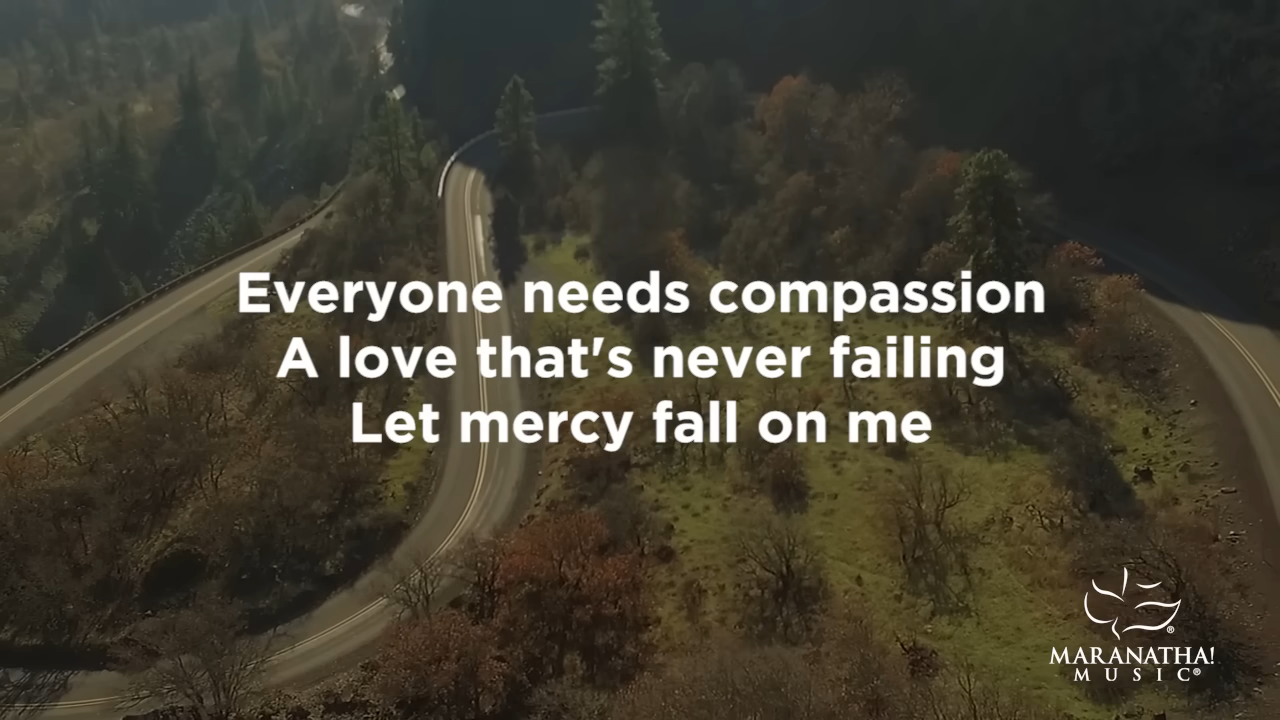 Everyone needs compassion
A love that's never failing
Let mercy fall on me
MARANATHA!
MUSIC®